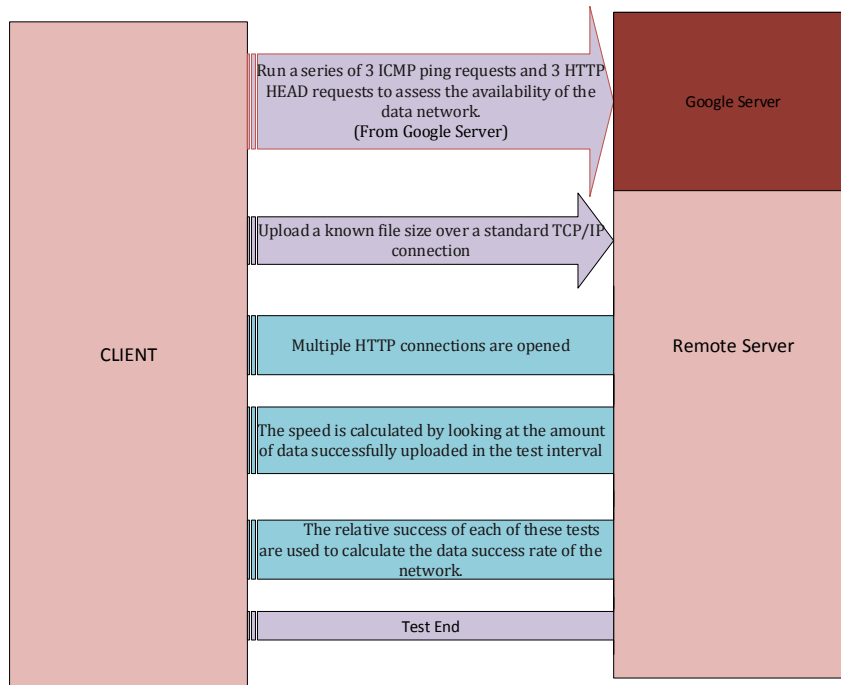 Run a series of 3 ICMP ping requests and 3 HTTP
HEAD requests to assess the availability of the
data network.
(From Google Server)
Google Server
Upload a known file size over a standard TCP/IP
connection
CLIENT
Multiple HTTP connections are opened
Remote Server
The speed is calculated by looking at the amount
of data successfully uploaded in the test interval
The relative success of each of these tests
are used to calculate the data success rate of the
network.
Test End